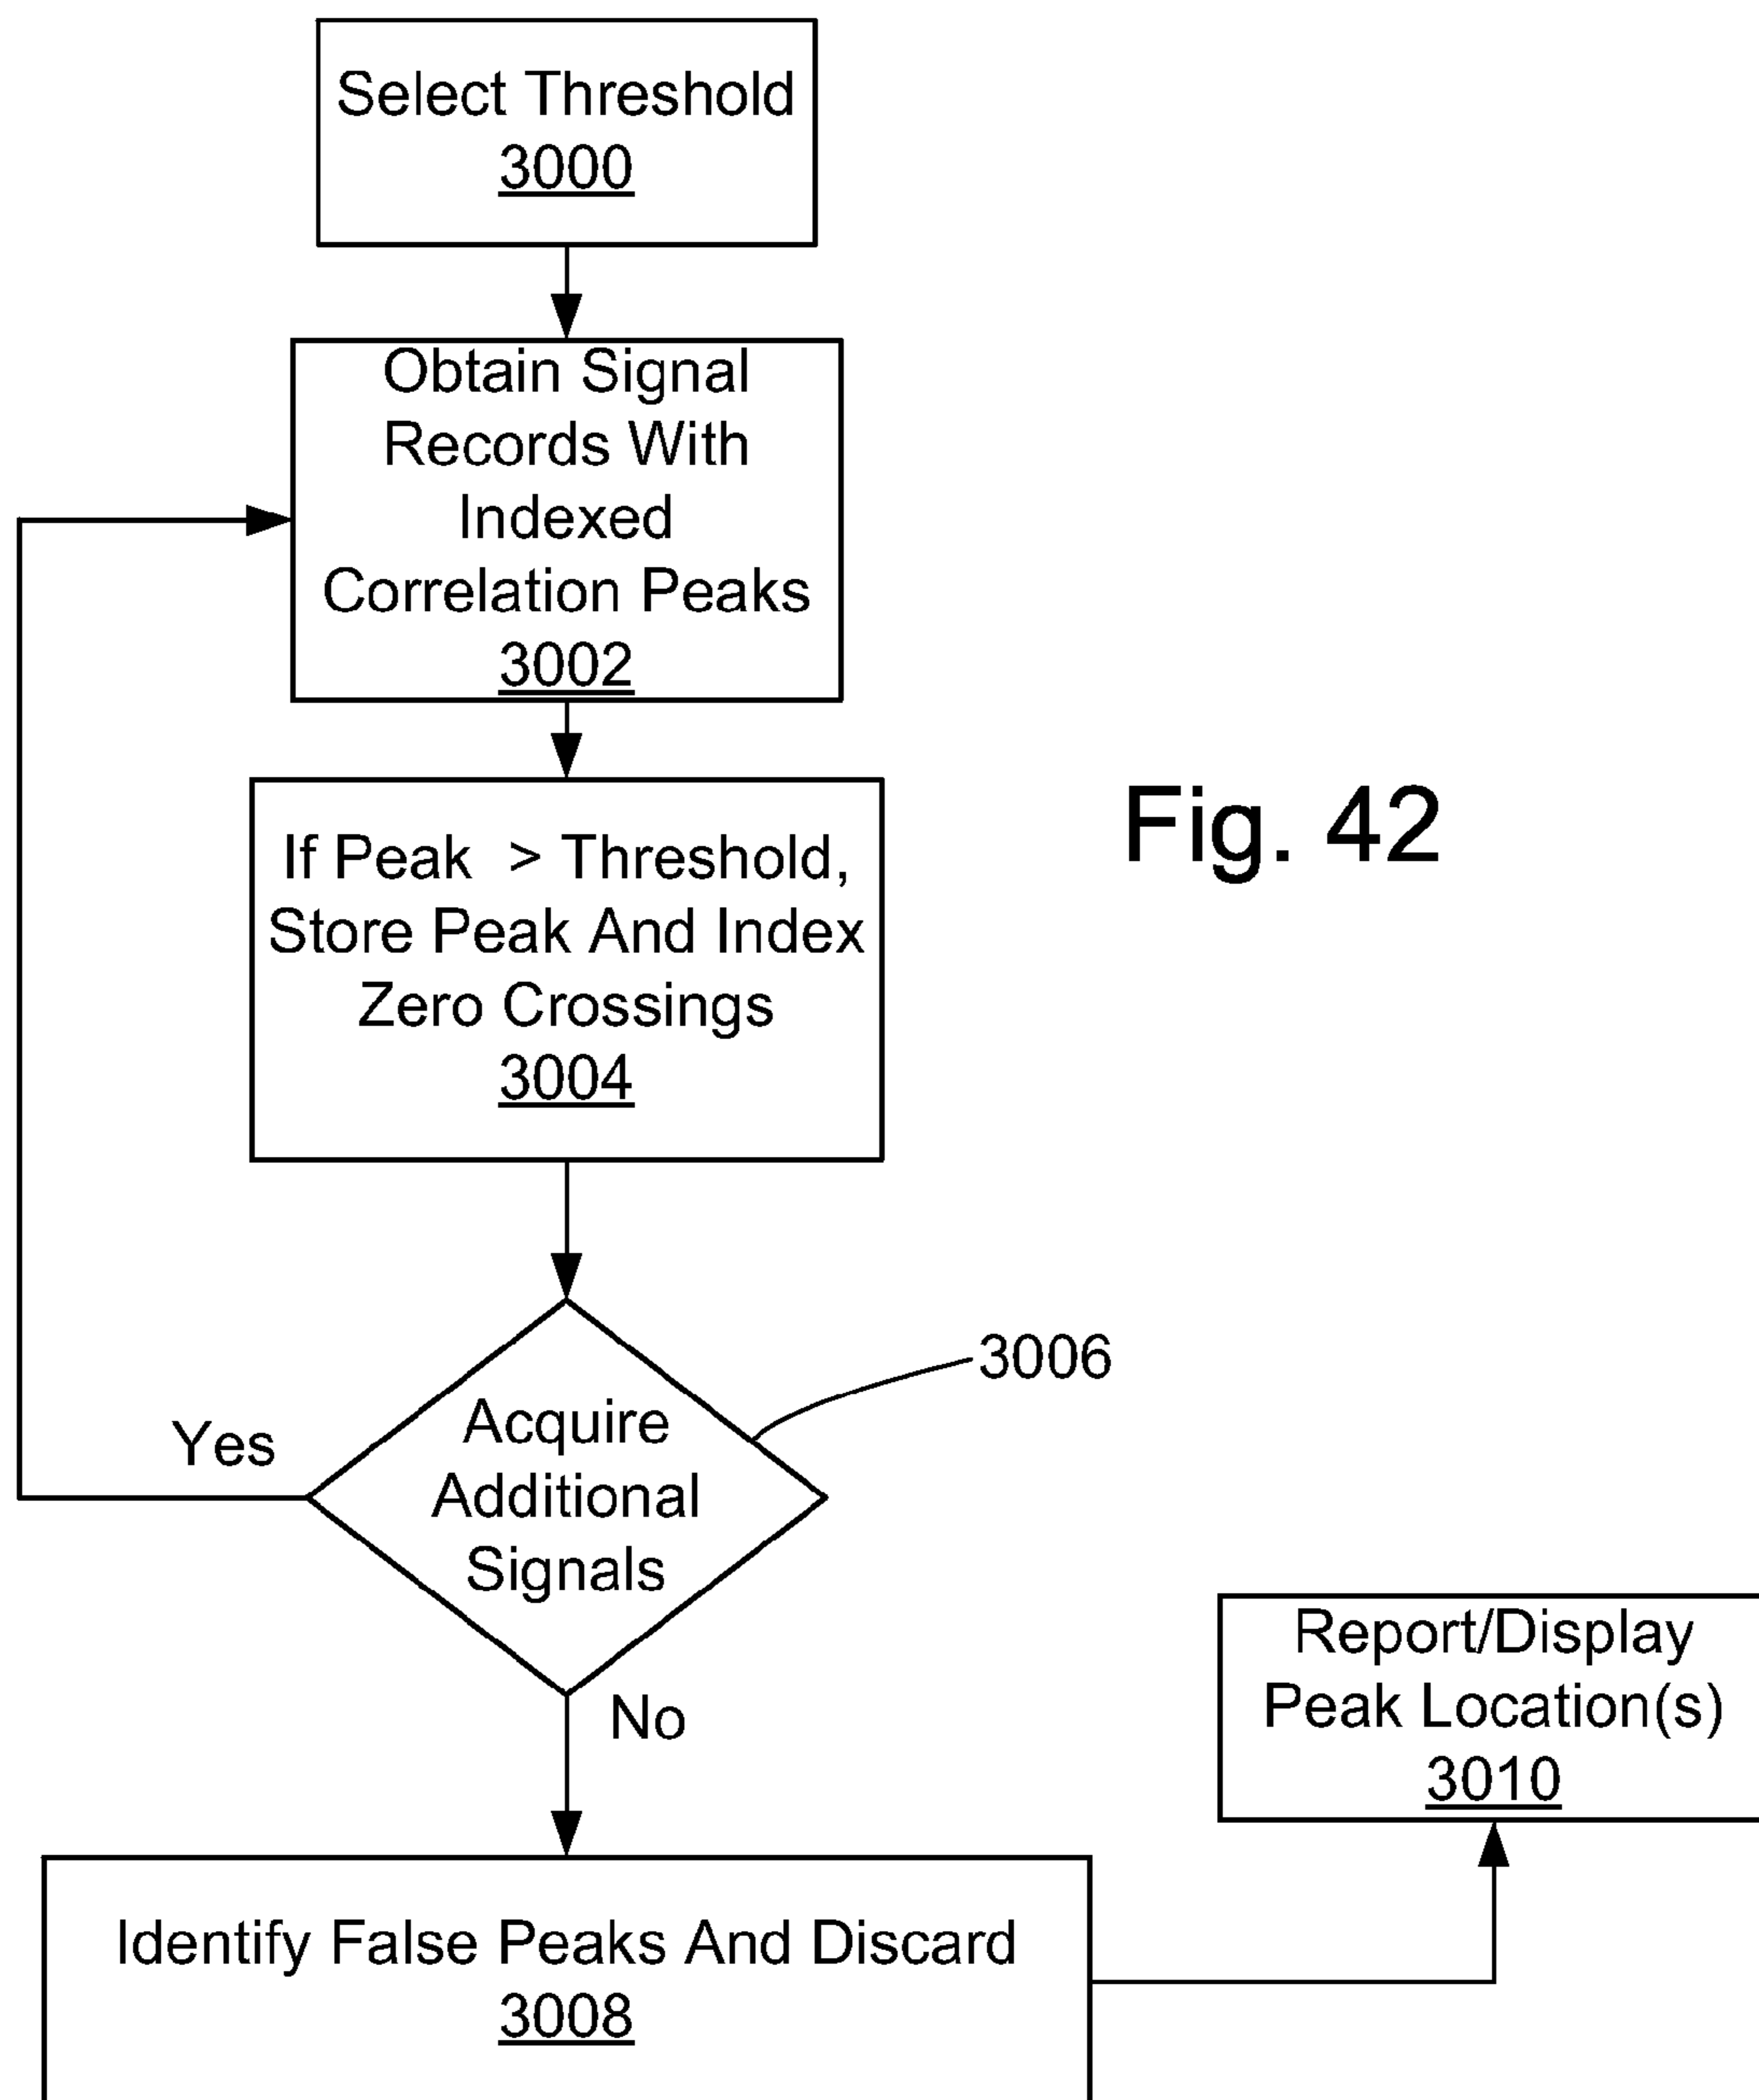 Select Threshold
3000
Obtain Signal
Records With
Indexed
Correlation Peaks
3002
If Peak > Threshold,
Store Peak And Index
Zero Crossings
3004
Fig. 42
3006
Acquire
Additional
Signals
Yes
No
Identify False Peaks And Discard
3008
Report/Display
Peak Location(s)
3010